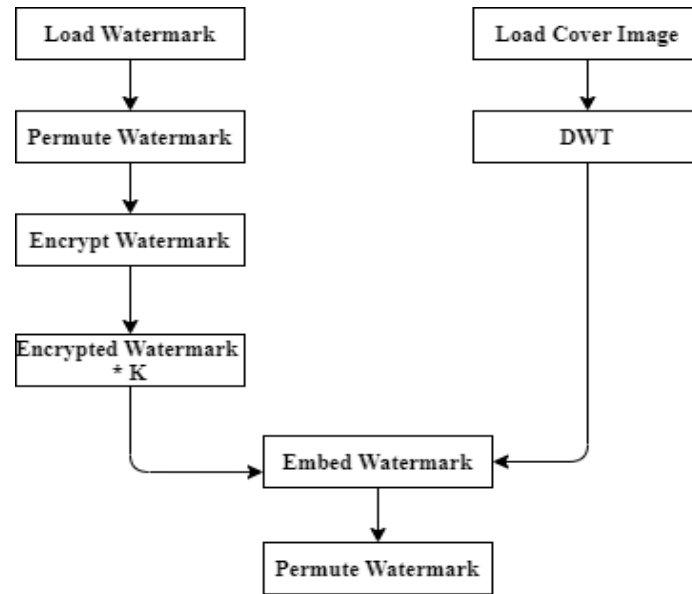 Load Watermark
Load Cover Image
Permute Watermark
DWT
Encrypt Watermark
Encrypted Watermark
* K
Embed Watermark
Permute Watermark